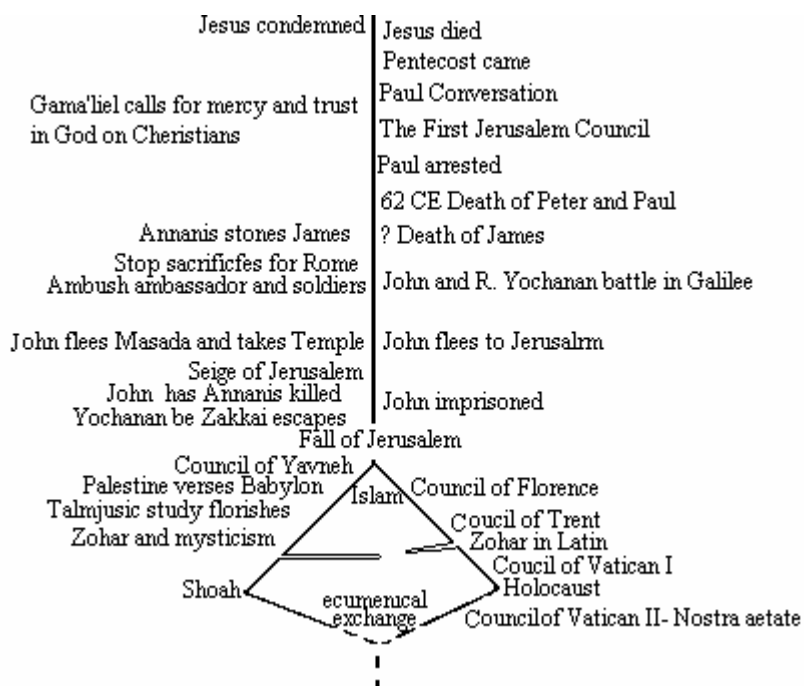 Jesus condemned
Jesus died
Pentecost came
Paul Conversation
Gama'liel calls for mercy and trust
in God on Cheristians
The First Jerusalem Council
Paul arrested
62 CE Death of Peter and Paul
Annanis stones James
? Death of James
Stop sacrificfes for Rome
Ambush ambassador and soldiers
John and R. Yochanan battle in Galilee
John flees Masada and takes Temple
John flees to Jerusalrm
Seige of Jerusalem
John has Annanis killed
John imprisoned
Yochanan be Zakkai escapes
Fall of Jerusalem
Council of Yavneh
Palestine verses Babylon
Islam
Council of Florence
Talmjusic study florishes
Coucil of Trent
Zohar and mysticism
Zohar in Latin
Coucil of Vatican I
Shoah
Holocaust
ecumenical
exchange
Councilof Vatican II- Nostra aetate